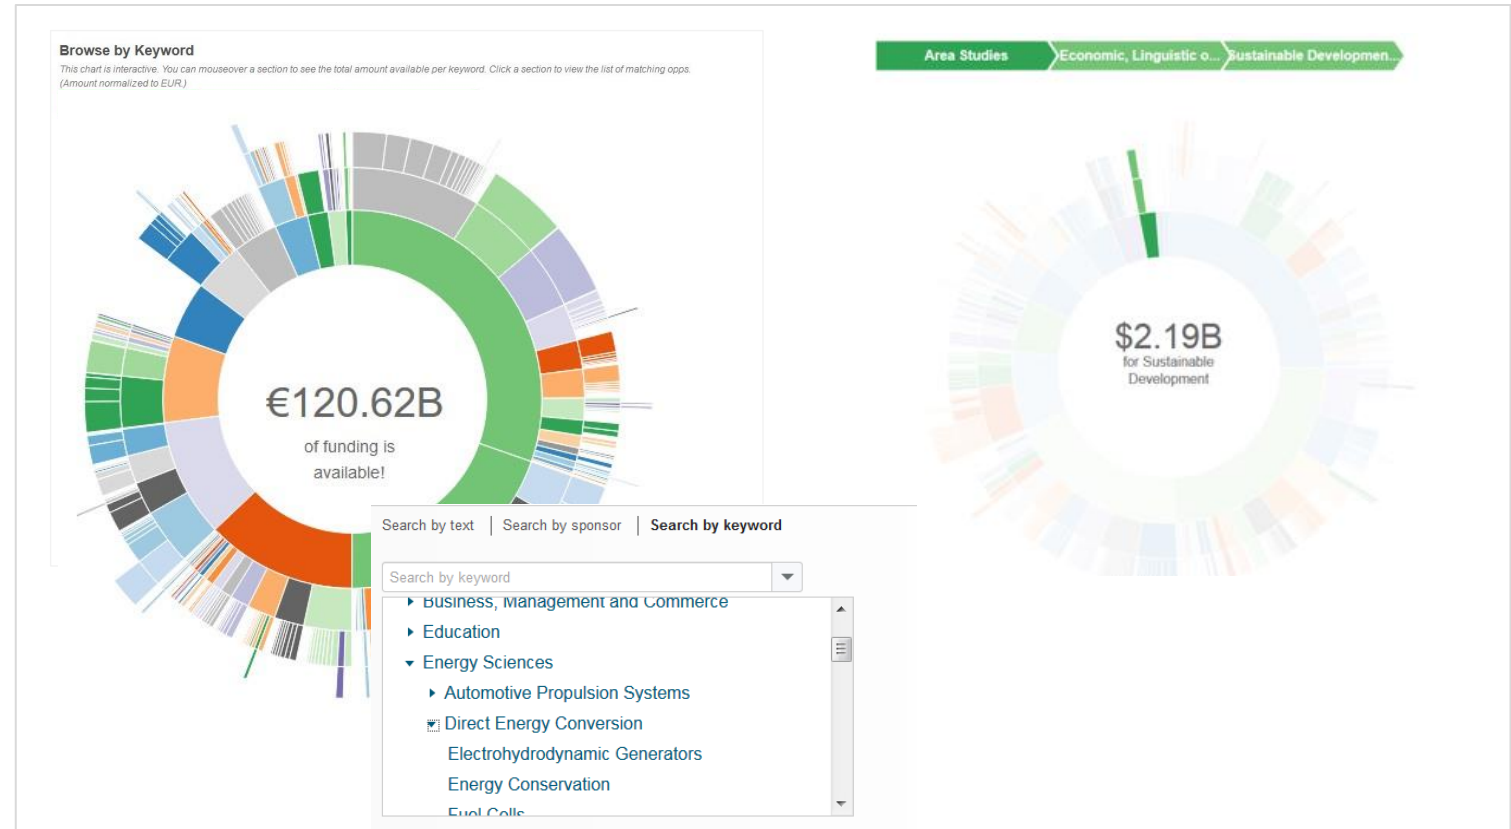 Browse by Keyword
This chart is interactive. You can mouseover a section to see the total amount available per keyword. Click a section to view the list of matching opps.
(Amount normalized to EUR.)
€120.62B
of funding is
available!
Area Studies
Economic, Linguistic o...
Sustainable Developmen...
$2.19B
for Sustainable
Development
Search by text
Search by sponsor
Search by keyword
Search by keyword
Business, Management and Commerce
Education
Energy Sciences
Automotive Propulsion Systems
Direct Energy Conversion
Electrohydrodynamic Generators
Energy Conservation
Fuel Cells